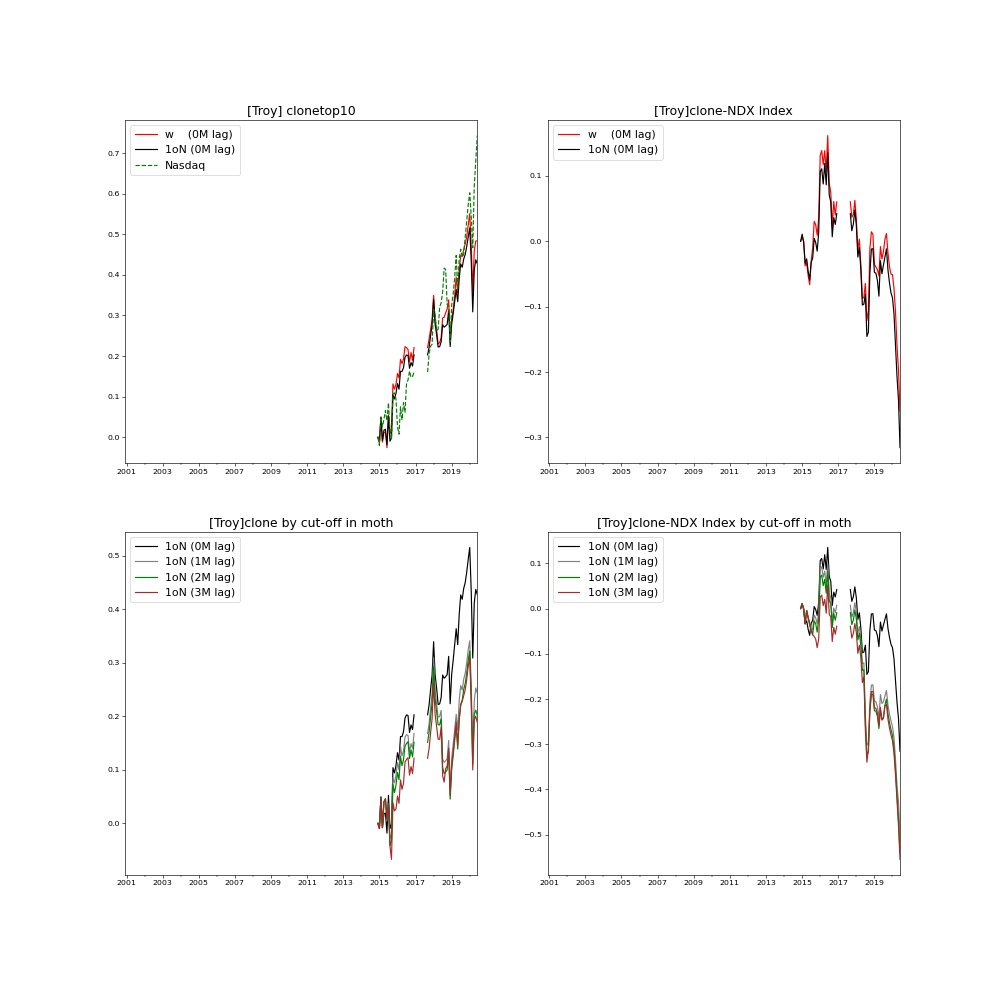 [Troy] clonetop10
w    (0M lag)
1oN (0M lag)
Nasdaq
0.7
0.6
0.5
0.4
0.3
0.2
0.1
0.0
2001 2003 2005 2007 2009 2011 2013 2015 2017 2019
[Troy]clone-NDX Index
w    (0M lag)
1oN (0M lag)
0.1
0.0
−0.1
−0.2
−0.3
2001 2003 2005 2007 2009 2011 2013 2015 2017 2019
[Troy]clone by cut-off in moth
1oN (0M lag)
1oN (1M lag)
1oN (2M lag)
1oN (3M lag)
0.5
0.4
0.3
0.2
0.1
0.0
2001 2003 2005 2007 2009 2011 2013 2015 2017 2019
[Troy]clone-NDX Index by cut-off in moth
1oN (0M lag)
1oN (1M lag)
1oN (2M lag)
1oN (3M lag)
0.1
0.0
−0.1
−0.2
−0.3
−0.4
−0.5
2001 2003 2005 2007 2009 2011 2013 2015 2017 2019